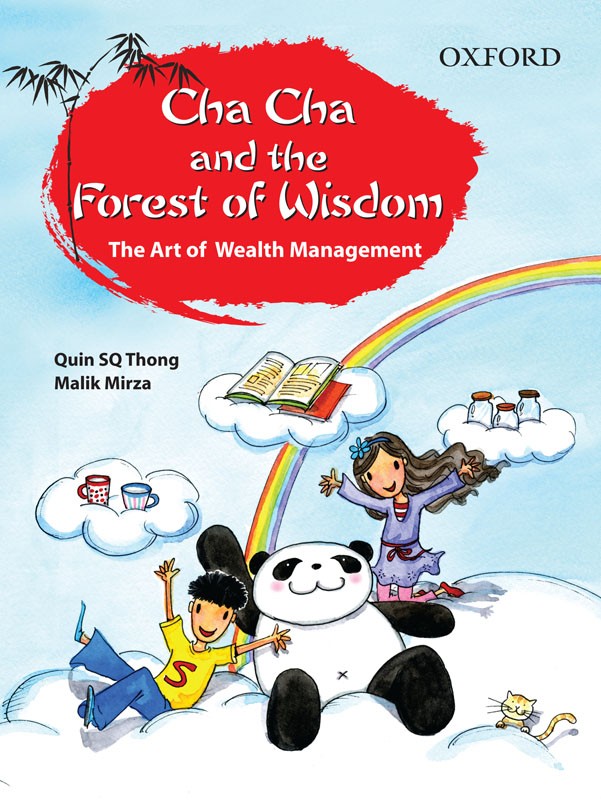 OXFORD
Cha Cha
and the
Forest of Wisdom
The Art of Wealth Management
Quin SQ Thong
Malik Mirza
S